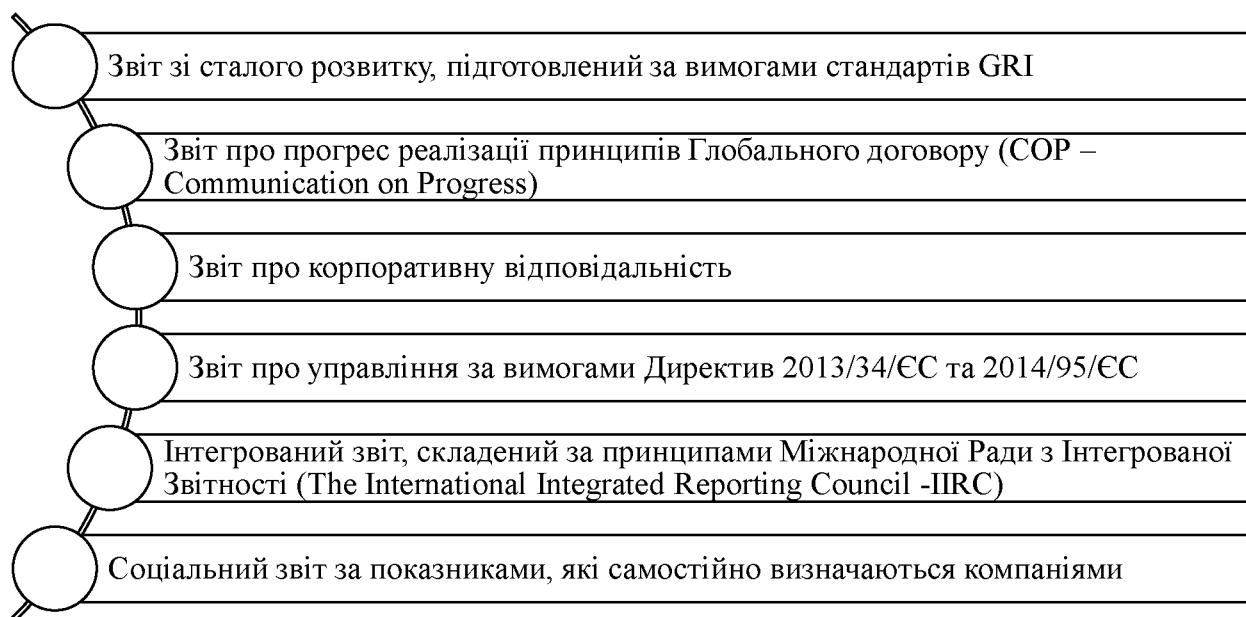 Звіт зі сталого розвитку, підготовлений за вимогами стандартів GRI
Звіт про прогрес реалізації принципів Глобального договору (COP –
Communication on Progress)
Звіт про корпоративну відповідальність
Звіт про управління за вимогами Директив 2013/34/ЄС та 2014/95/ЄС
Інтегрований звіт, складений за принципами Міжнародної Ради з Інтегрованої
Звітності (The International Integrated Reporting Council -IIRC)
Соціальний звіт за показниками, які самостійно визначаються компаніями